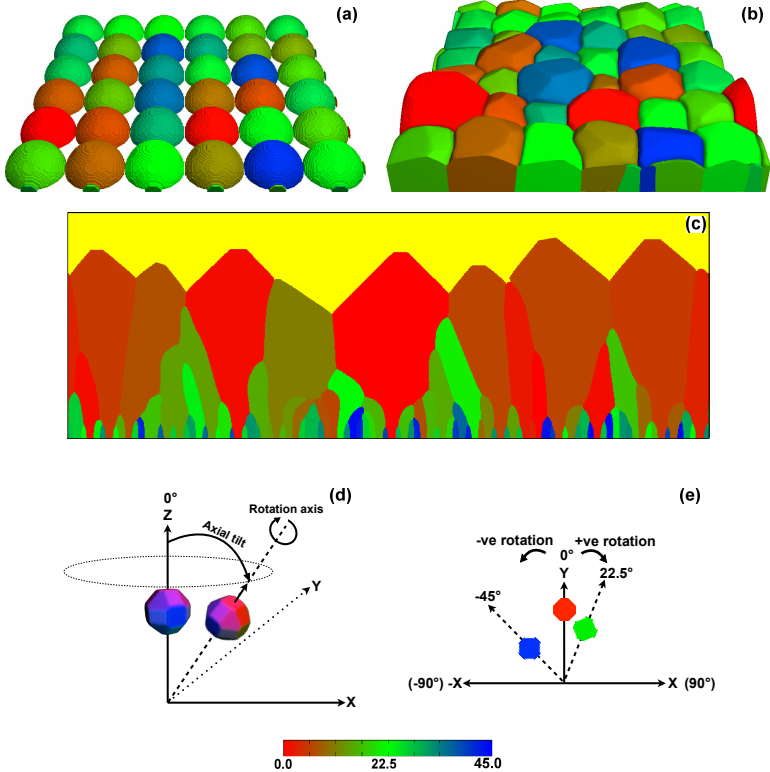 (a)
(b)
(c)
(d)
0°
Z
Axial tilt
Rotation axis
Y
X
(e)
-ve rotation
0°
+ve rotation
Y
22.5°
-45°
(-90°) -X
X (90°)
0.0
22.5
45.0